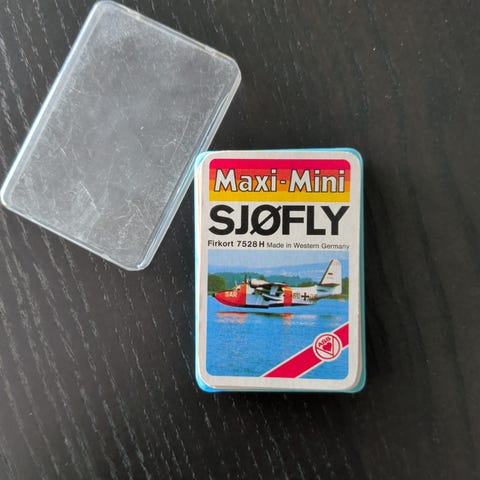 Maxi-Mini
SJØFLY
Firkort 7528 H Made in Western Germany
SAR